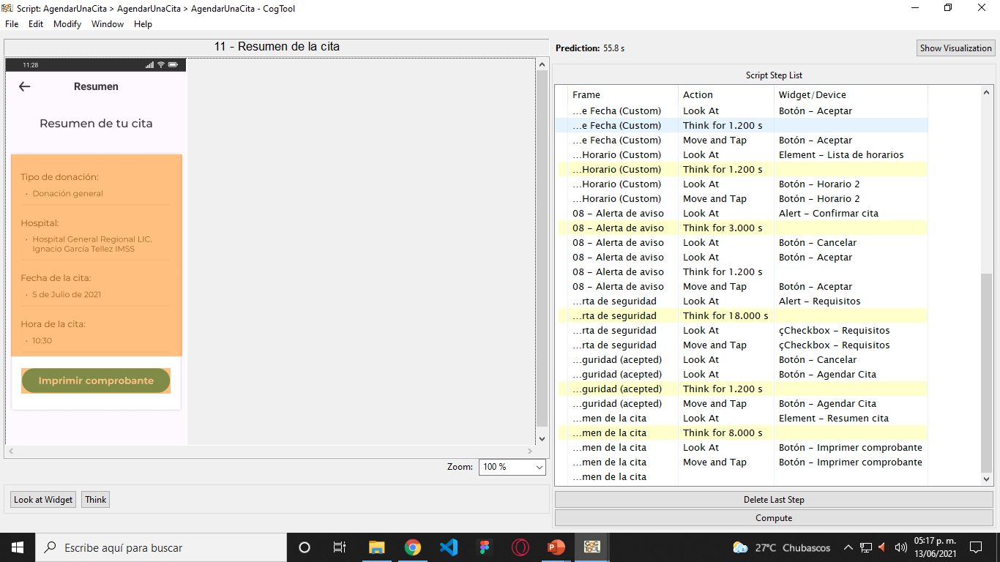 Script: AgendarUnaCita > AgendarUnaCita > AgendarUnaCita - CogTool
File Edit Modify Window Help
11 - Resumen de la cita
11:28
Resumen
Resumen de tu cita
Tipo de donación:
• Donación general
Hospital:
• Hospital General Regional LIC.
Ignacio García Tellez IMSS
Fecha de la cita:
• 5 de Julio de 2021
Hora de la cita:
• 10:30
Imprimir comprobante
Zoom: 100 %
Look at Widget Think
Prediction: 55.8 s
Show Visualization
Script Step List
Frame Action Widget/Device
...e Fecha (Custom) Look At Botón - Aceptar
...e Fecha (Custom) Think for 1.200 s
...e Fecha (Custom) Move and Tap Botón - Aceptar
...Horario (Custom) Look At Element - Lista de horarios
...Horario (Custom) Think for 1.200 s
...Horario (Custom) Look At Botón - Horario 2
...Horario (Custom) Move and Tap Botón - Horario 2
08 - Alerta de aviso Look At Alert - Confirmar cita
08 - Alerta de aviso Think for 3.000 s
08 - Alerta de aviso Look At Botón - Cancelar
08 - Alerta de aviso Look At Botón - Aceptar
08 - Alerta de aviso Think for 1.200 s
08 - Alerta de aviso Move and Tap Botón - Aceptar
...rta de seguridad Look At Alert - Requisitos
...rta de seguridad Think for 18.000 s
...rta de seguridad Look At çCheckbox - Requisitos
...rta de seguridad Move and Tap çCheckbox - Requisitos
...guridad (acepted) Look At Botón - Cancelar
...guridad (acepted) Look At Botón - Agendar Cita
...guridad (acepted) Think for 1.200 s
...guridad (acepted) Move and Tap Botón - Agendar Cita
...men de la cita Look At Element - Resumen cita
...men de la cita Think for 8.000 s
...men de la cita Look At Botón - Imprimer comprobante
...men de la cita Move and Tap Botón - Imprimer comprobante
...men de la cita
Delete Last Step
Compute
Escribe aquí para buscar
COG TOOL
27°C Chubascos
05:17 p. m.
13/06/2021